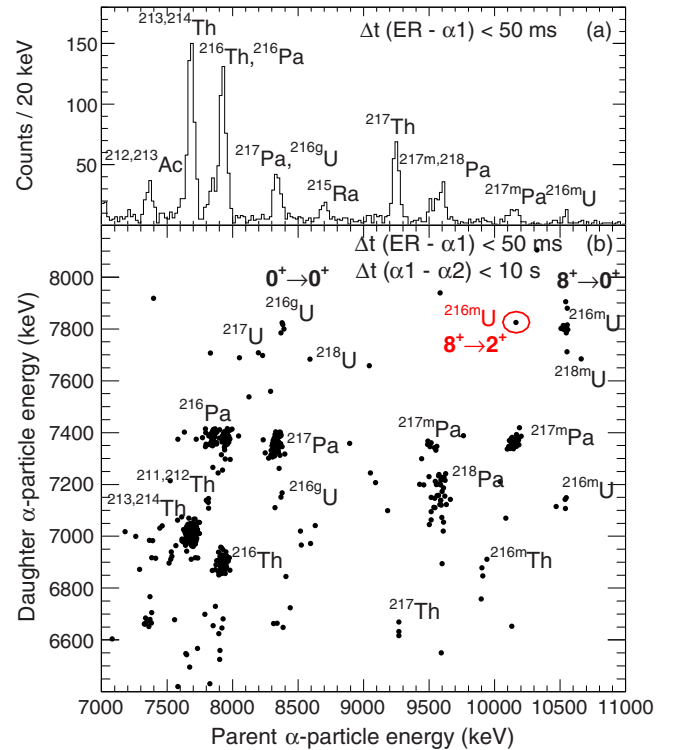 Δt (ER - α1) < 50 ms (a)
²¹³,²¹⁴Th
²¹⁶Th,²¹⁶Pa
²¹²,²¹³Ac
²¹⁷Pa,²¹⁶ᵍU
²¹⁵Ra
²¹⁷Th
²¹⁷ᵐ,²¹⁸Pa
²¹⁷ᵐPa
²¹⁶ᵐU
Counts / 20 keV
150
100
50
Δt (ER - α1) < 50 ms (b)
Δt (α1 - α2) < 10 s
0⁺→0⁺
8⁺→0⁺
²¹⁶ᵍU
²¹⁷U
²¹⁸U
²¹⁶ᵐU
8⁺→2⁺
²¹⁶ᵐU
²¹⁸ᵐU
²¹⁶Pa
²¹⁷Pa
²¹⁷ᵐPa
²¹⁷ᵐPa
²¹¹,²¹²Th
²¹³,²¹⁴Th
²¹⁶ᵍU
²¹⁸Pa
²¹⁶ᵐU
²¹⁶Th
²¹⁶ᵐTh
²¹⁷Th
Daughter α-particle energy (keV)
8000
7800
7600
7400
7200
7000
6800
6600
7000 7500 8000 8500 9000 9500 10000 10500 11000
Parent α-particle energy (keV)